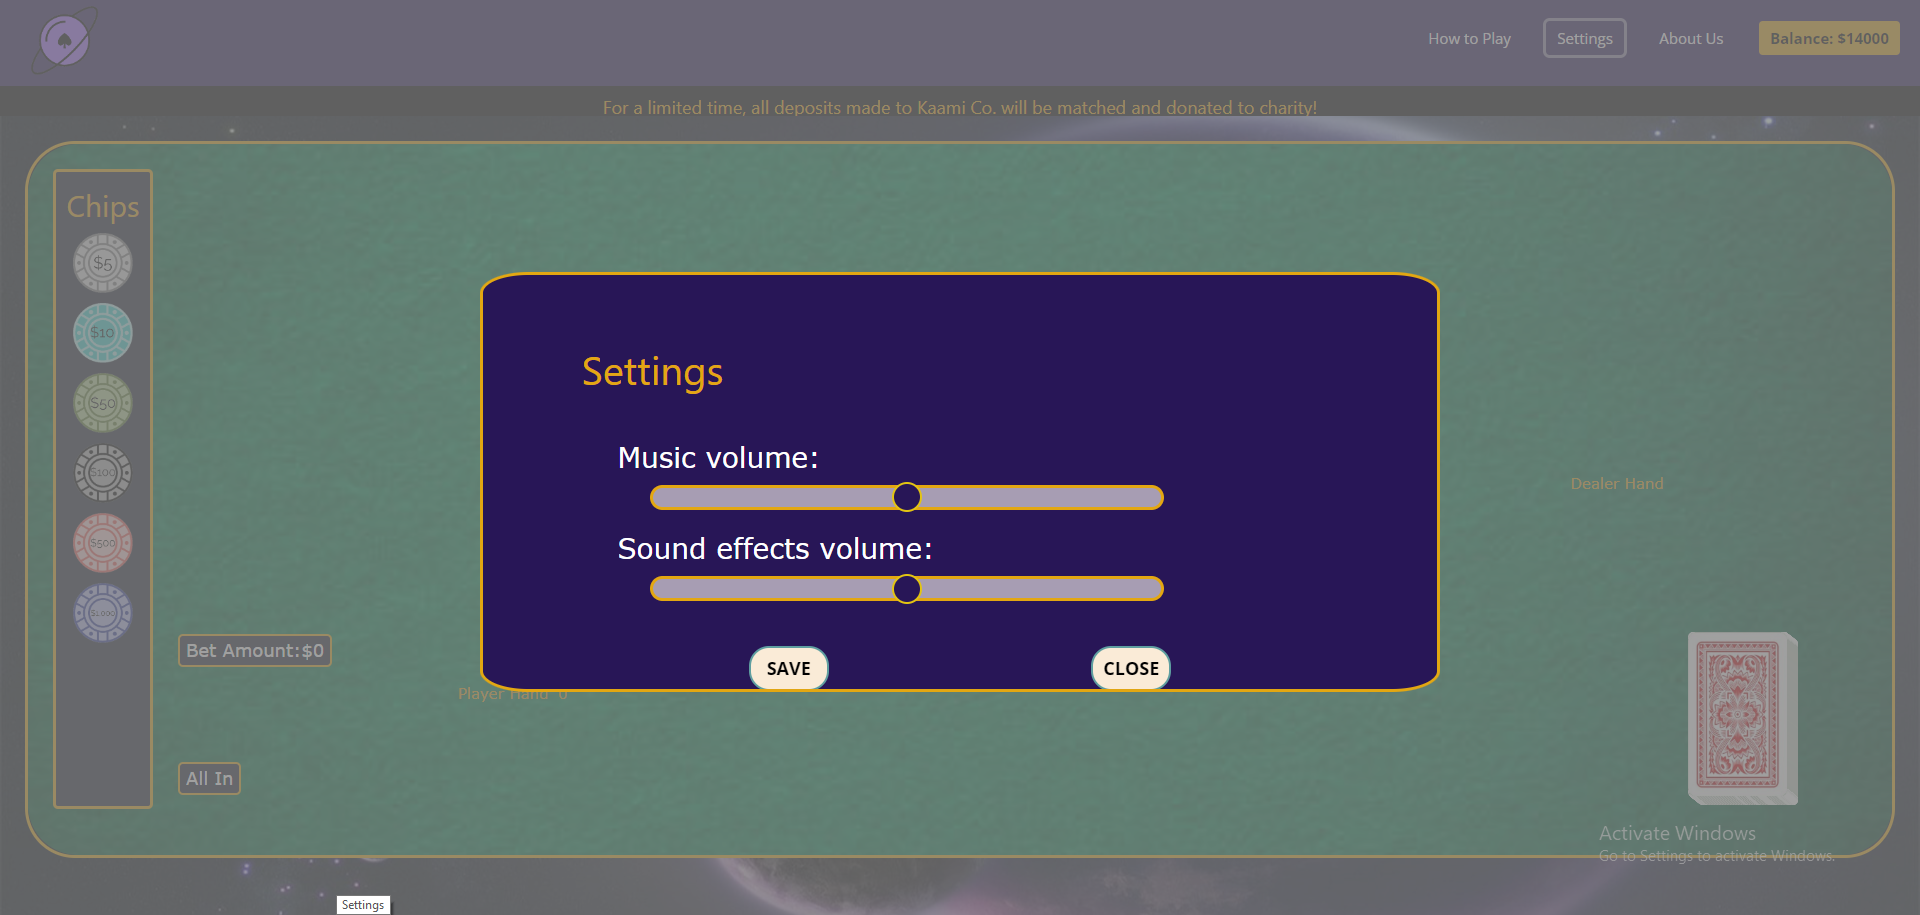 How to Play
Settings
About Us
Balance: $14000
For a limited time, all deposits made to Kaami Co. will be matched and donated to charity!
Chips
$5
$10
$50
$100
$500
$1,000
Settings
Music volume:
Sound effects volume:
SAVE
CLOSE
Dealer Hand
Bet Amount:$0
Player Hand 0
All In
Activate Windows
Go to Settings to activate Windows.
Settings